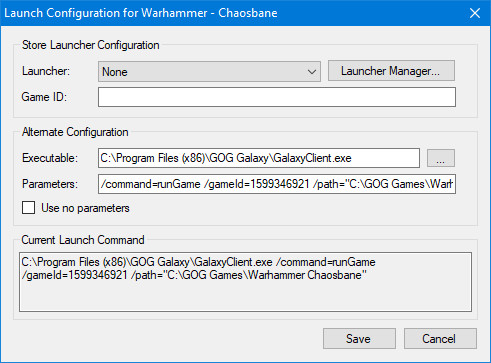 Launch Configuration for Warhammer - Chaosbane
Store Launcher Configuration
Launcher: None Launcher Manager...
Game ID:
Alternate Configuration
Executable: C:\Program Files (x86)\GOG Galaxy\GalaxyClient.exe ...
Parameters: /command=runGame /gameId=1599346921 /path="C:\GOG Games\Warh
Use no parameters
Current Launch Command
C:\Program Files (x86)\GOG Galaxy\GalaxyClient.exe /command=runGame
/gameId=1599346921 /path="C:\GOG Games\Warhammer Chaosbane"
Save Cancel